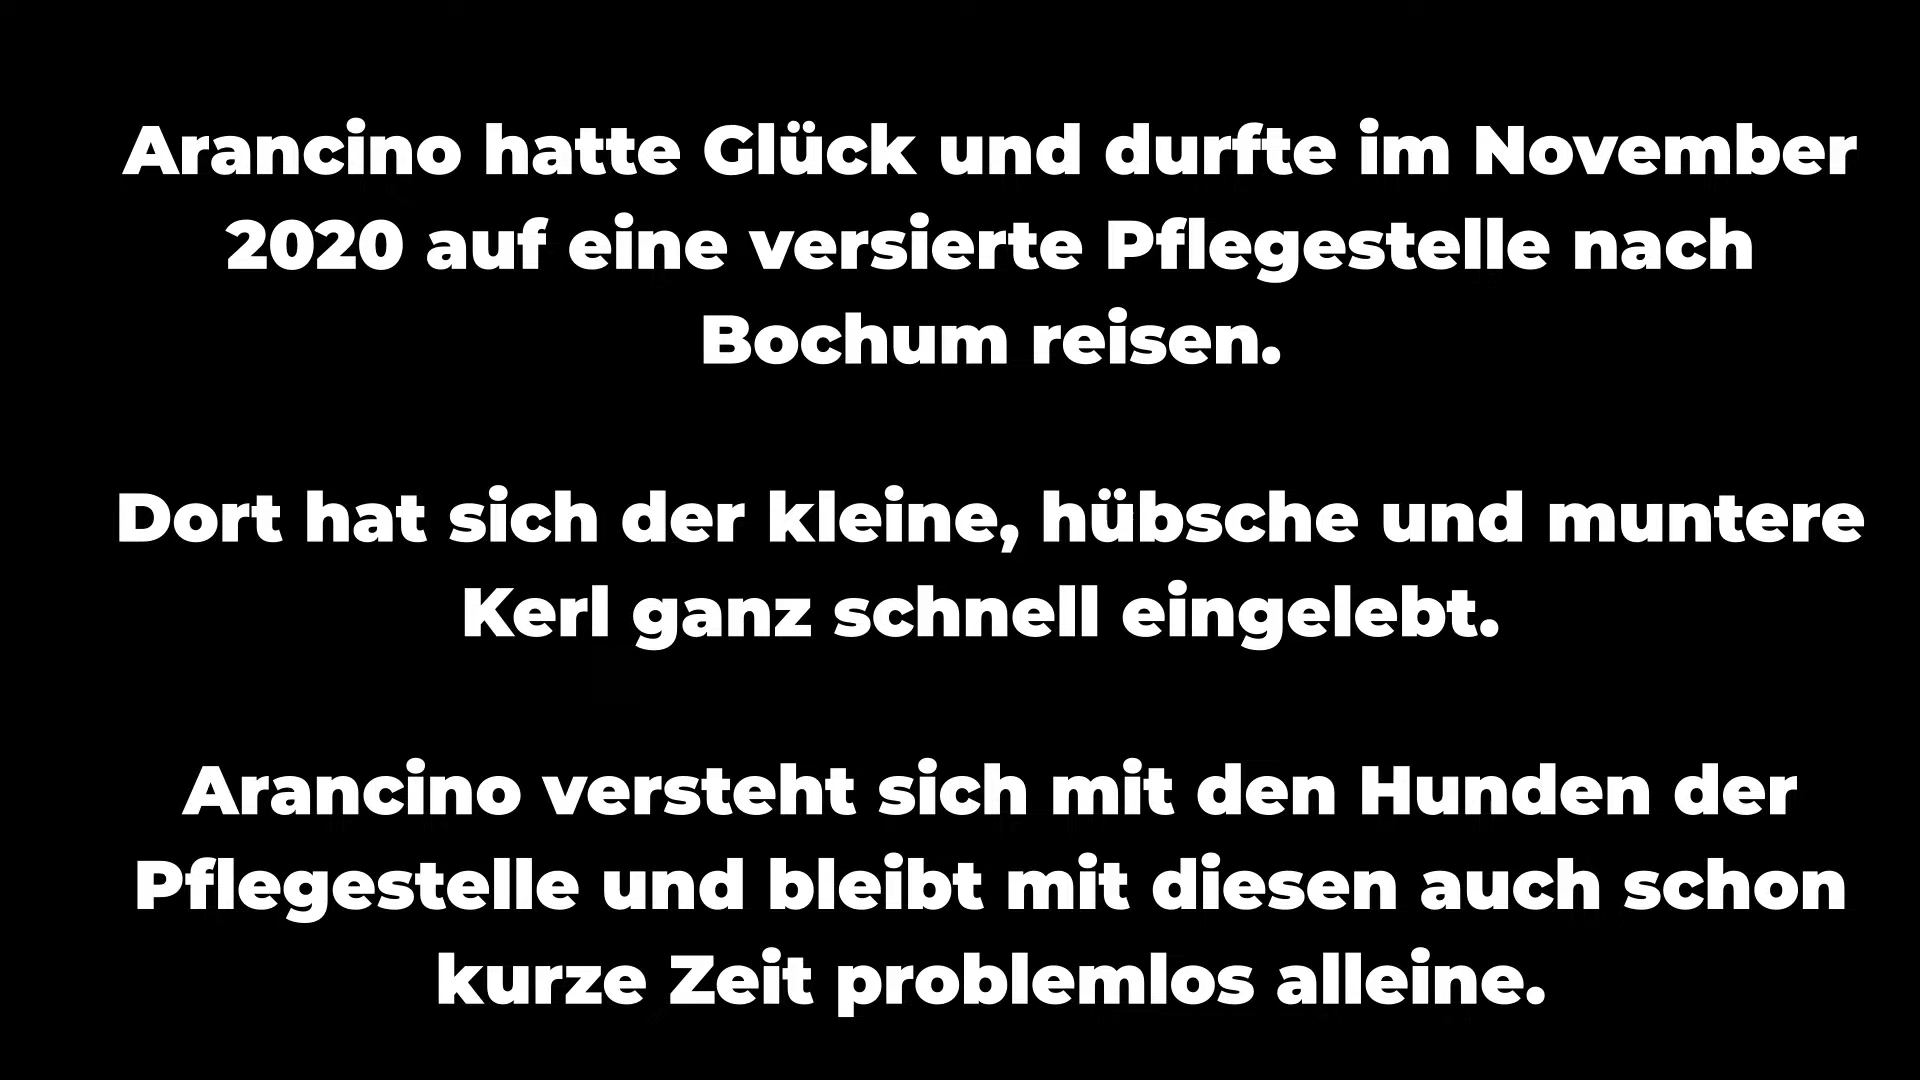 Arancino hatte Glück und durfte im November
2020 auf eine versierte Pflegestelle nach
Bochum reisen.
Dort hat sich der kleine, hübsche und muntere
Kerl ganz schnell eingelebt.
Arancino versteht sich mit den Hunden der
Pflegestelle und bleibt mit diesen auch schon
kurze Zeit problemlos alleine.